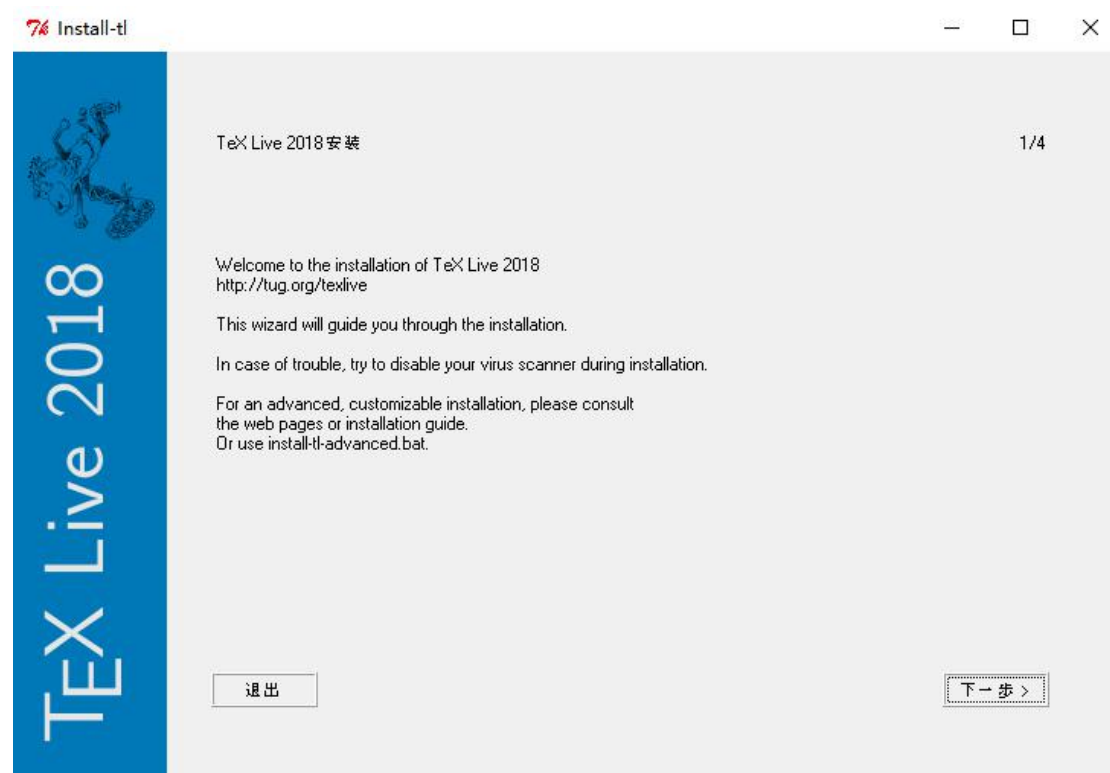 Install-tl
TeX Live 2018安装
1/4
Welcome to the installation of TeX Live 2018
http://tug.org/texlive
This wizard will guide you through the installation.
In case of trouble, try to disable your virus scanner during installation.
For an advanced, customizable installation, please consult
the web pages or installation guide.
Or use install-tl-advanced.bat.
退出
下一步 >
TEX Live 2018